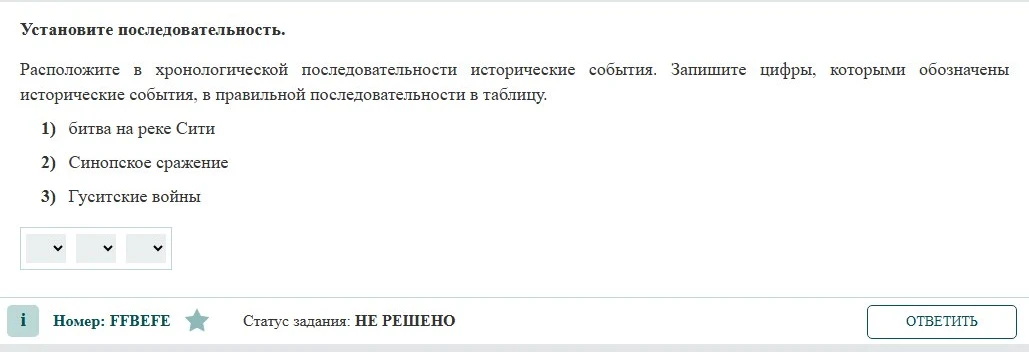 Установите последовательность.
Расположите в хронологической последовательности исторические события. Запишите цифры, которыми обозначены
исторические события, в правильной последовательности в таблицу.
1) битва на реке Сити
2) Синопское сражение
3) Гуситские войны
i Номер: FFBEFE Статус задания: НЕ РЕШЕНО ОТВЕТИТЬ